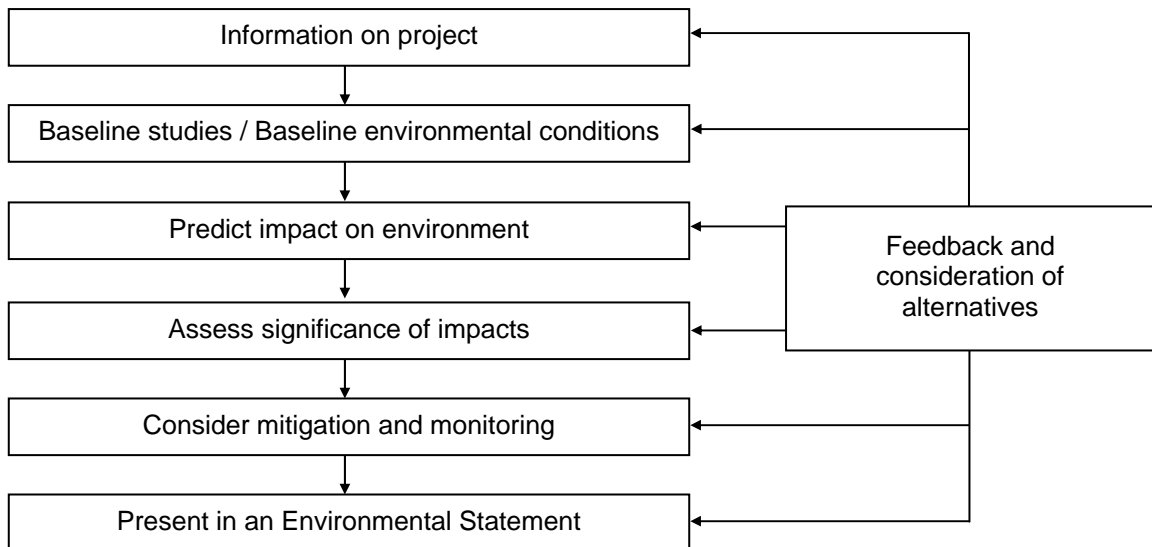 Information on project
Baseline studies / Baseline environmental conditions
Predict impact on environment
Assess significance of impacts
Consider mitigation and monitoring
Present in an Environmental Statement
Feedback and
consideration of
alternatives